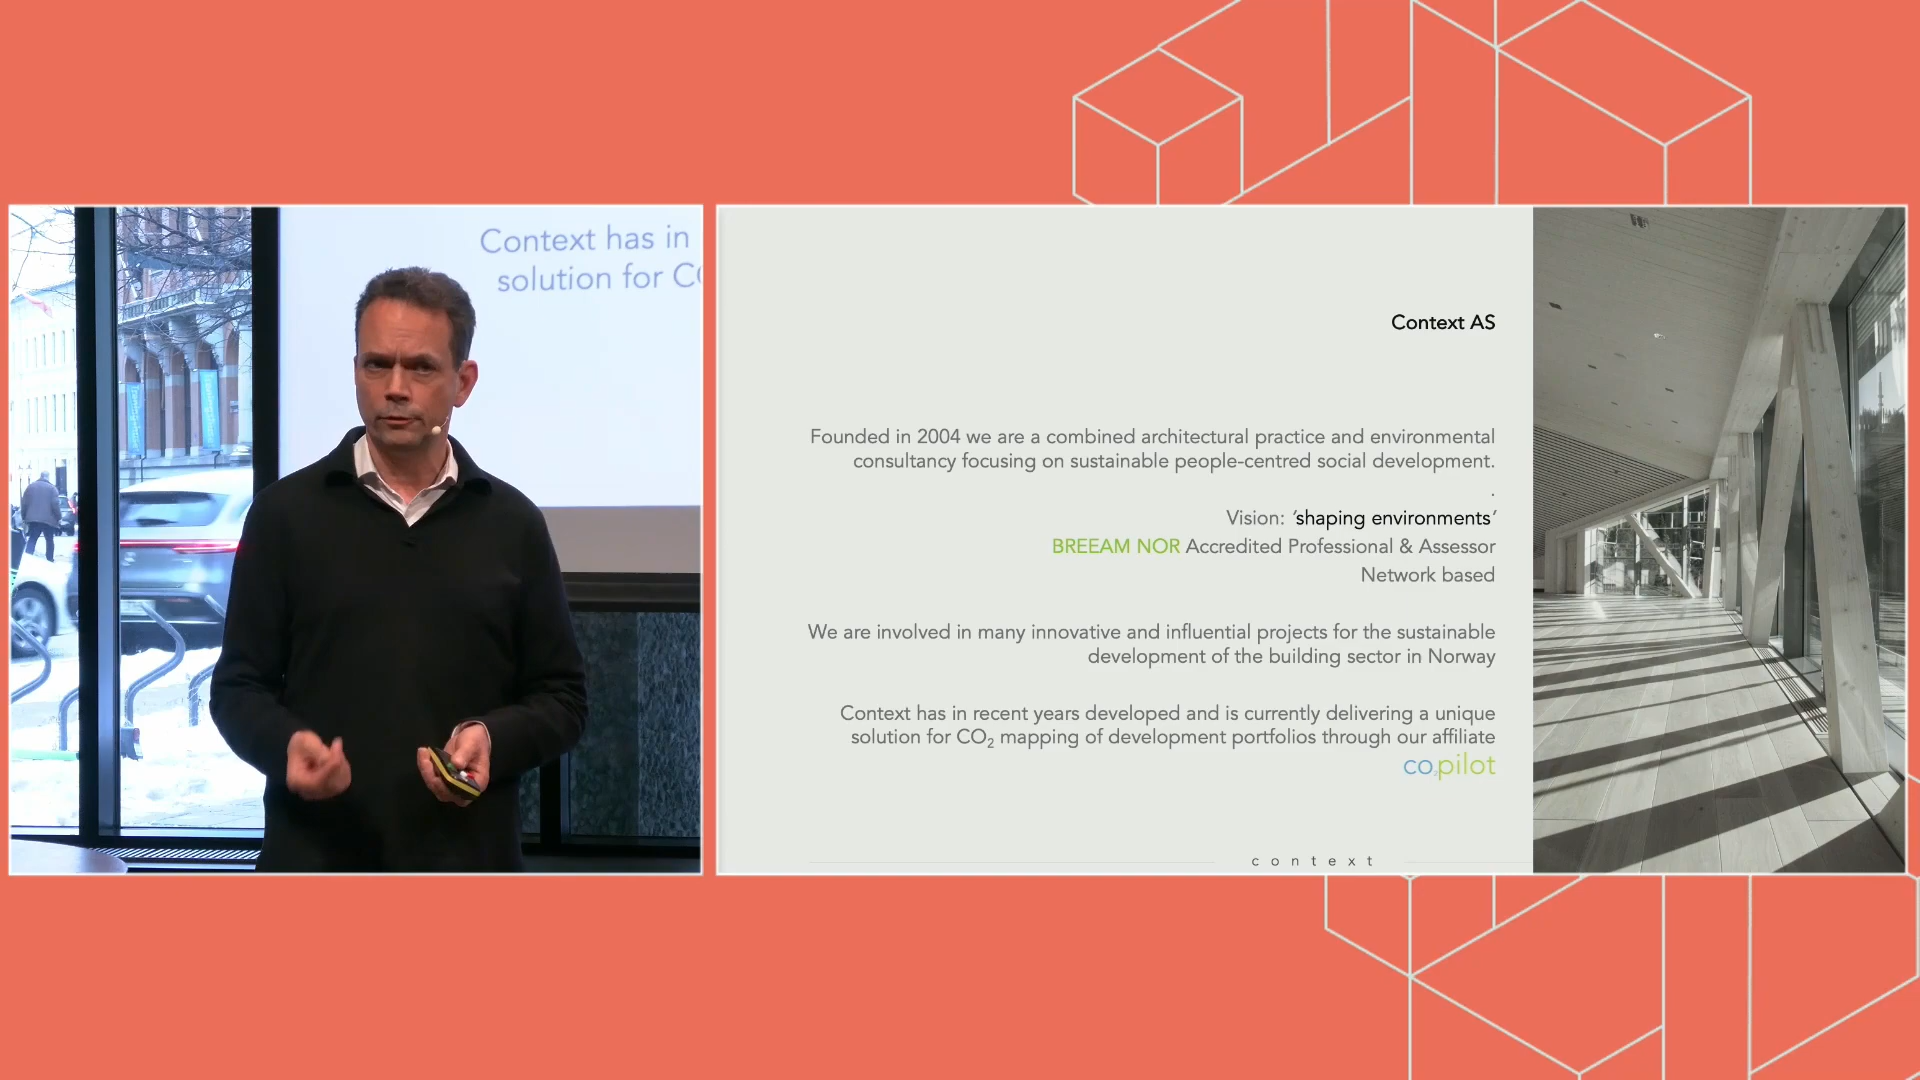 Context has in
solution for CO
Context AS
Founded in 2004 we are a combined architectural practice and environmental
consultancy focusing on sustainable people-centred social development.
.
Vision: ‘shaping environments’
BREEAM NOR Accredited Professional & Assessor
Network based
We are involved in many innovative and influential projects for the sustainable
development of the building sector in Norway
Context has in recent years developed and is currently delivering a unique
solution for CO₂ mapping of development portfolios through our affiliate
co₂pilot
context